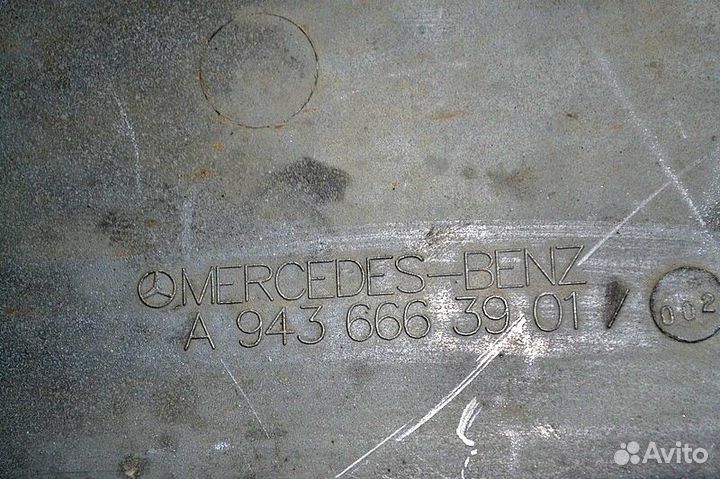 MERCEDES-BENZ
A 943 666 39 01 /
002
Avito